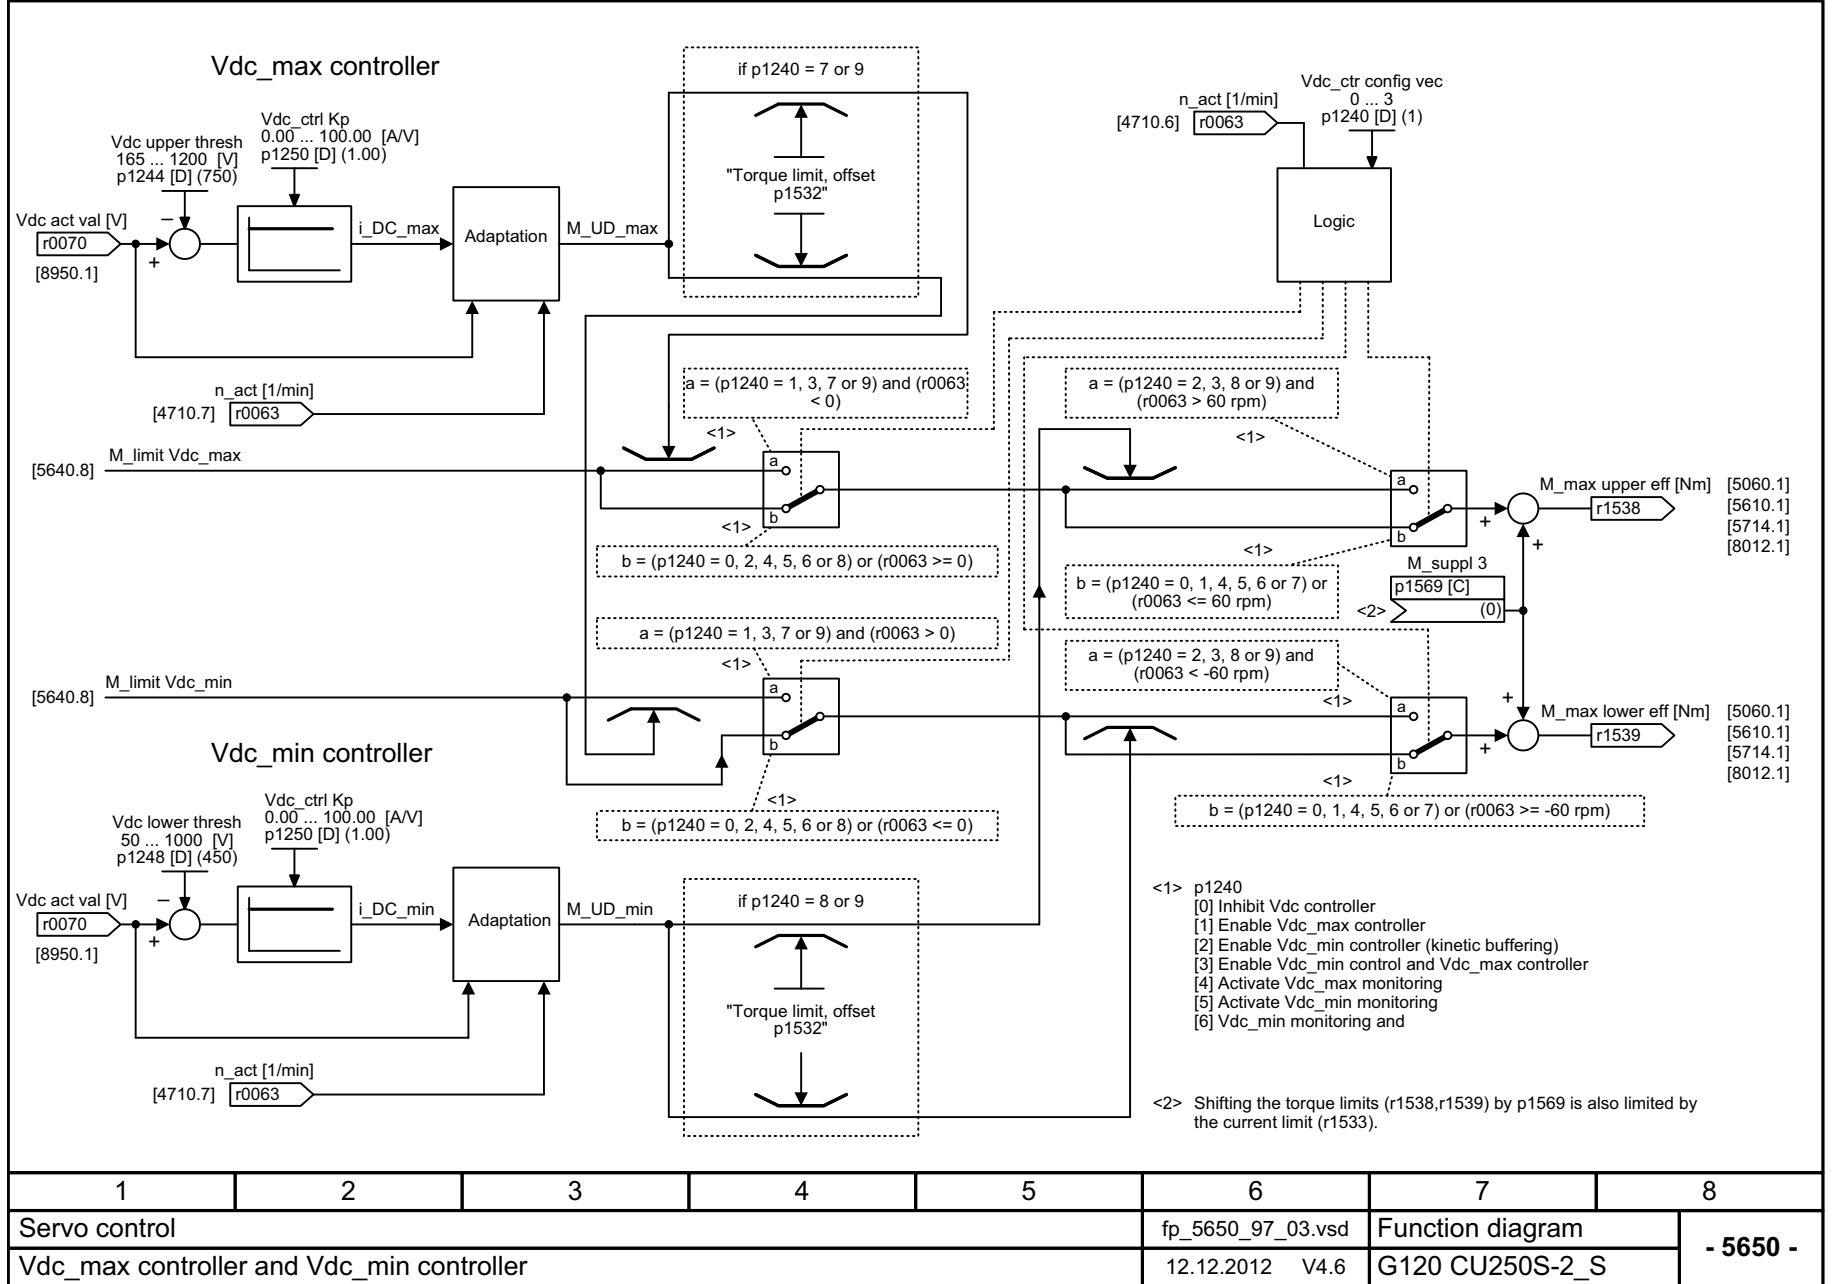 Vdc_max controller
Vdc upper thresh
165 ... 1200 [V]
p1244 [D] (750)
Vdc_ctrl Kp
0.00 ... 100.00 [A/V]
p1250 [D] (1.00)
Vdc act val [V]
r0070
[8950.1]
–
+
i_DC_max
Adaptation
M_UD_max
n_act [1/min]
[4710.7]
r0063
if p1240 = 7 or 9
"Torque limit, offset
p1532"
n_act [1/min]
[4710.6]
r0063
Vdc_ctr config vec
0 ... 3
p1240 [D] (1)
Logic
a = (p1240 = 1, 3, 7 or 9) and (r0063
< 0)
<1>
a = (p1240 = 2, 3, 8 or 9) and
(r0063 > 60 rpm)
<1>
[5640.8]
M_limit Vdc_max
a
b
<1>
b = (p1240 = 0, 2, 4, 5, 6 or 8) or (r0063 >= 0)
a
b
<1>
b = (p1240 = 0, 1, 4, 5, 6 or 7) or
(r0063 <= 60 rpm)
+
+
M_max upper eff [Nm]
r1538
[5060.1]
[5610.1]
[5714.1]
[8012.1]
M_suppl 3
p1569 [C]
<2>
(0)
a = (p1240 = 1, 3, 7 or 9) and (r0063 > 0)
<1>
a = (p1240 = 2, 3, 8 or 9) and
(r0063 < -60 rpm)
<1>
[5640.8]
M_limit Vdc_min
a
b
<1>
b = (p1240 = 0, 2, 4, 5, 6 or 8) or (r0063 <= 0)
a
b
<1>
b = (p1240 = 0, 1, 4, 5, 6 or 7) or (r0063 >= -60 rpm)
+
+
M_max lower eff [Nm]
r1539
[5060.1]
[5610.1]
[5714.1]
[8012.1]
Vdc_min controller
Vdc lower thresh
50 ... 1000 [V]
p1248 [D] (450)
Vdc_ctrl Kp
0.00 ... 100.00 [A/V]
p1250 [D] (1.00)
Vdc act val [V]
r0070
[8950.1]
–
+
i_DC_min
Adaptation
M_UD_min
n_act [1/min]
[4710.7]
r0063
if p1240 = 8 or 9
"Torque limit, offset
p1532"
<1> p1240
[0] Inhibit Vdc controller
[1] Enable Vdc_max controller
[2] Enable Vdc_min controller (kinetic buffering)
[3] Enable Vdc_min control and Vdc_max controller
[4] Activate Vdc_max monitoring
[5] Activate Vdc_min monitoring
[6] Vdc_min monitoring and
<2> Shifting the torque limits (r1538,r1539) by p1569 is also limited by
the current limit (r1533).
1 2 3 4 5 6 7 8
Servo control
fp_5650_97_03.vsd
Function diagram
- 5650 -
Vdc_max controller and Vdc_min controller
12.12.2012 V4.6
G120 CU250S-2_S